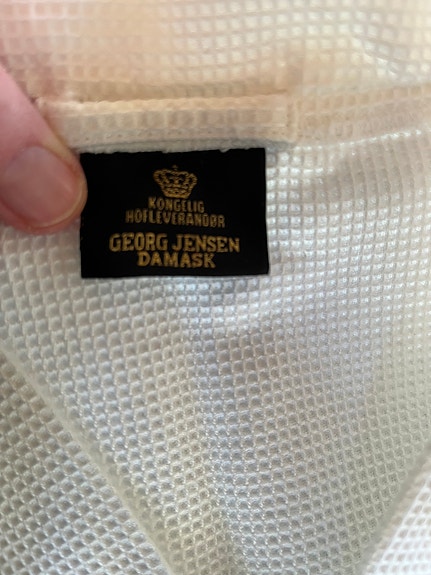 KONGELIG
HOFLEVERANDØR
GEORG JENSEN
DAMASK